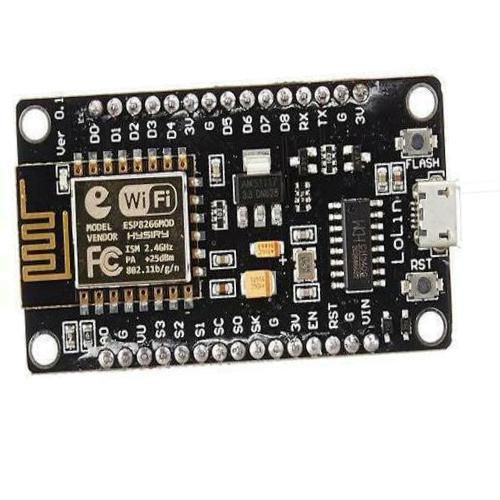 Ver 0.1
D0 D1 D2 D3 D4 3V G D5 D6 D7 D8 RX TX G 3V
FLASH
e WiFi
MODEL ESP8266MOD
VENDOR
ISM 2.4GHz
FC PA +25dBm
802.11b/g/n
LoLin
RST
A0 G VU S3 S2 S1 SC SO SK G 3V EN RST G VIN